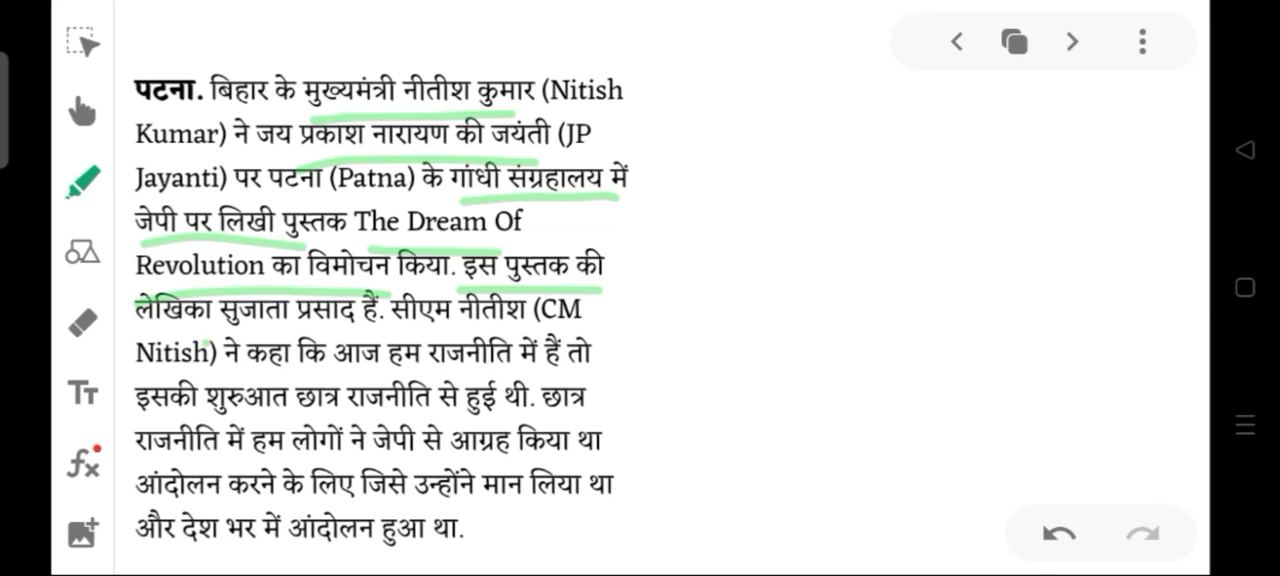 पटना. बिहार के मुख्यमंत्री नीतीश कुमार (Nitish
Kumar) ने जय प्रकाश नारायण की जयंती (JP
Jayanti) पर पटना (Patna) के गांधी संग्रहालय में
जेपी पर लिखी पुस्तक The Dream Of
Revolution का विमोचन किया. इस पुस्तक की
लेखिका सुजाता प्रसाद हैं. सीएम नीतीश (CM
Nitish) ने कहा कि आज हम राजनीति में हैं तो
इसकी शुरुआत छात्र राजनीति से हुई थी. छात्र
राजनीति में हम लोगों ने जेपी से आग्रह किया था
आंदोलन करने के लिए जिसे उन्होंने मान लिया था
और देश भर में आंदोलन हुआ था.